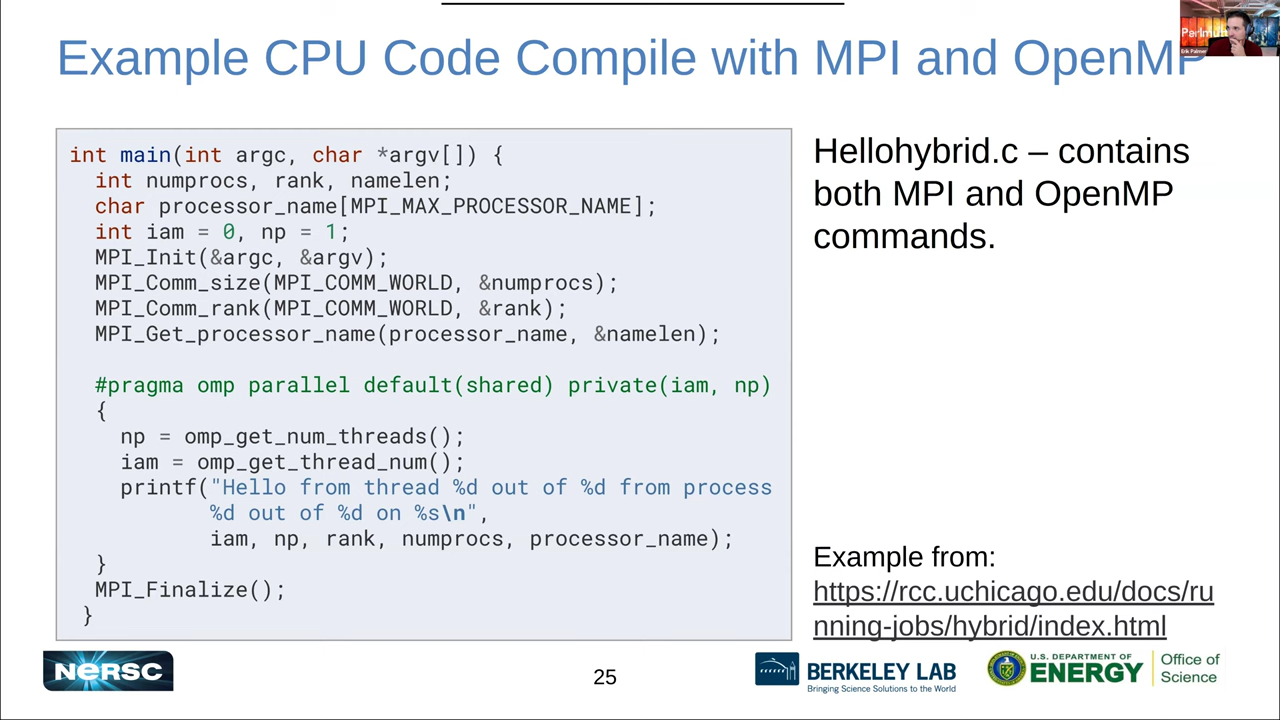 Example CPU Code Compile with MPI and OpenMP
Erik Palmer
int main(int argc, char *argv[]) {
int numprocs, rank, namelen;
char processor_name[MPI_MAX_PROCESSOR_NAME];
int iam = 0, np = 1;
MPI_Init(&argc, &argv);
MPI_Comm_size(MPI_COMM_WORLD, &numprocs);
MPI_Comm_rank(MPI_COMM_WORLD, &rank);
MPI_Get_processor_name(processor_name, &namelen);
#pragma omp parallel default(shared) private(iam, np)
{
np = omp_get_num_threads();
iam = omp_get_thread_num();
printf("Hello from thread %d out of %d from process
%d out of %d on %s\n",
iam, np, rank, numprocs, processor_name);
}
MPI_Finalize();
}
Hellohybrid.c – contains
both MPI and OpenMP
commands.
Example from:
https://rcc.uchicago.edu/docs/ru
nning-jobs/hybrid/index.html
NERSC
25
BERKELEY LAB
Bringing Science Solutions to the World
U.S. DEPARTMENT OF
ENERGY
Office of
Science